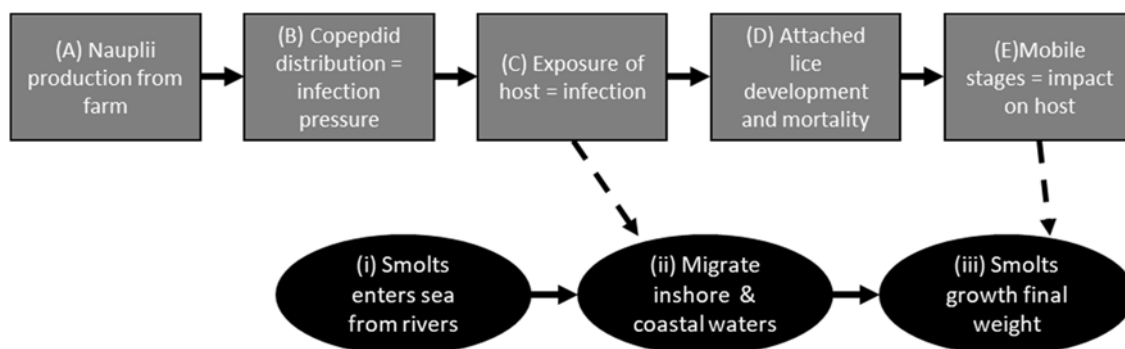 (A) Nauplii
production from
farm
(B) Copepdid
distribution =
infection
pressure
(C) Exposure of
host = infection
(D) Attached
lice
development
and mortality
(E)Mobile
stages = impact
on host
(i) Smolts
enters sea
from rivers
(ii) Migrate
inshore &
coastal waters
(iii) Smolts
growth final
weight